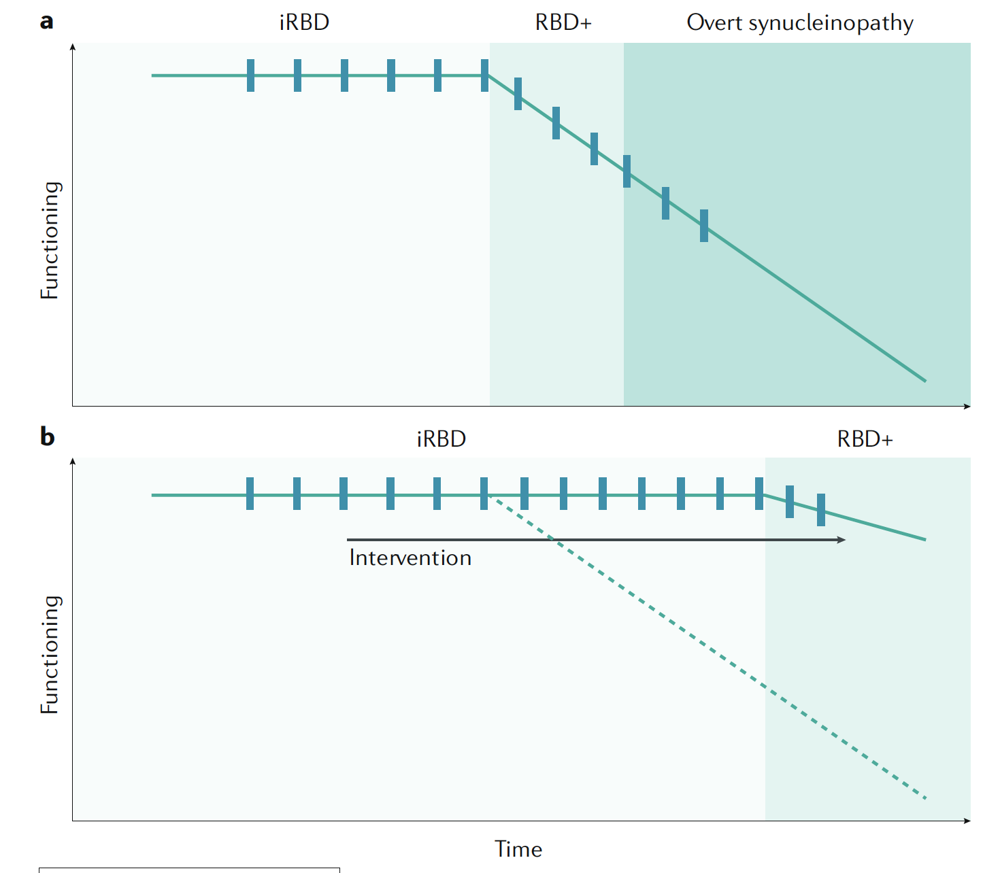 a
iRBD
RBD+
Overt synucleinopathy
Functioning
b
iRBD
RBD+
Intervention
Functioning
Time